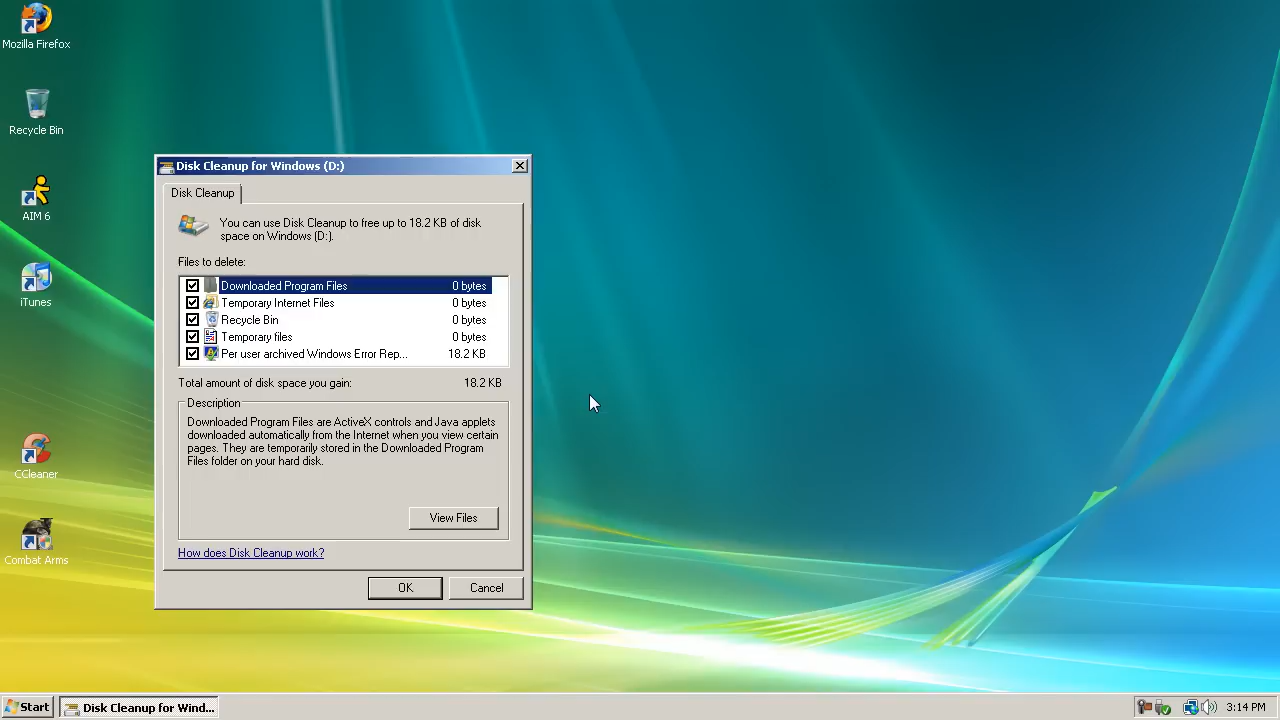 Mozilla Firefox
Recycle Bin
AIM 6
iTunes
CCleaner
Combat Arms
Disk Cleanup for Windows (D:)
Disk Cleanup
You can use Disk Cleanup to free up to 18.2 KB of disk
space on Windows (D:).
Files to delete:
Downloaded Program Files 0 bytes
Temporary Internet Files 0 bytes
Recycle Bin 0 bytes
Temporary files 0 bytes
Per user archived Windows Error Rep... 18.2 KB
Total amount of disk space you gain: 18.2 KB
Description
Downloaded Program Files are ActiveX controls and Java applets
downloaded automatically from the Internet when you view certain
pages. They are temporarily stored in the Downloaded Program
Files folder on your hard disk.
View Files
How does Disk Cleanup work?
OK Cancel
Start Disk Cleanup for Wind... 3:14 PM